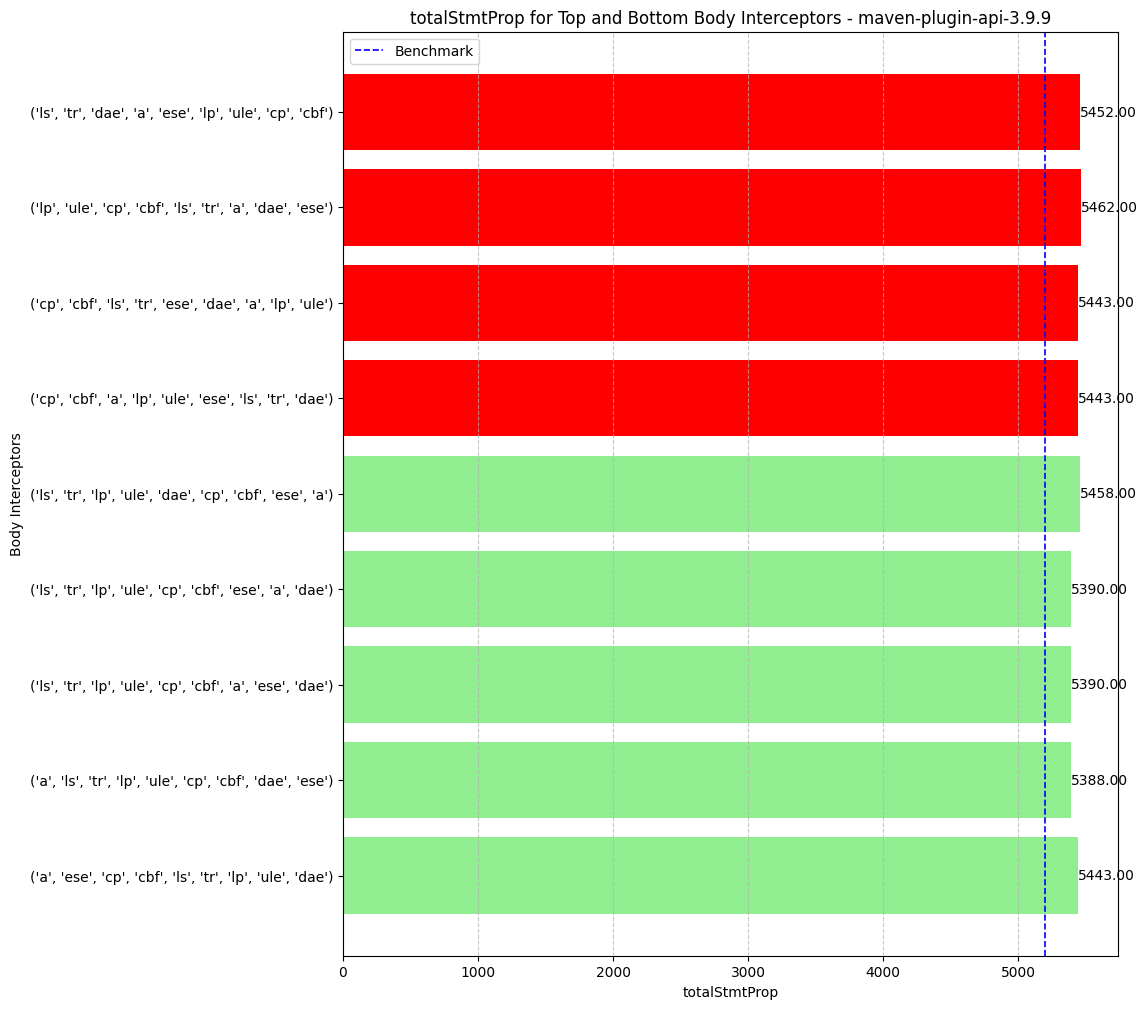 totalStmtProp for Top and Bottom Body Interceptors - maven-plugin-api-3.9.9
Benchmark
('ls', 'tr', 'dae', 'a', 'ese', 'lp', 'ule', 'cp', 'cbf')
5452.00
('lp', 'ule', 'cp', 'cbf', 'ls', 'tr', 'a', 'dae', 'ese')
5462.00
('cp', 'cbf', 'ls', 'tr', 'ese', 'dae', 'a', 'lp', 'ule')
5443.00
('cp', 'cbf', 'a', 'lp', 'ule', 'ese', 'ls', 'tr', 'dae')
5443.00
('ls', 'tr', 'lp', 'ule', 'dae', 'cp', 'cbf', 'ese', 'a')
5458.00
('ls', 'tr', 'lp', 'ule', 'cp', 'cbf', 'ese', 'a', 'dae')
5390.00
('ls', 'tr', 'lp', 'ule', 'cp', 'cbf', 'a', 'ese', 'dae')
5390.00
('a', 'ls', 'tr', 'lp', 'ule', 'cp', 'cbf', 'dae', 'ese')
5388.00
('a', 'ese', 'cp', 'cbf', 'ls', 'tr', 'lp', 'ule', 'dae')
5443.00
Body Interceptors
0 1000 2000 3000 4000 5000
totalStmtProp